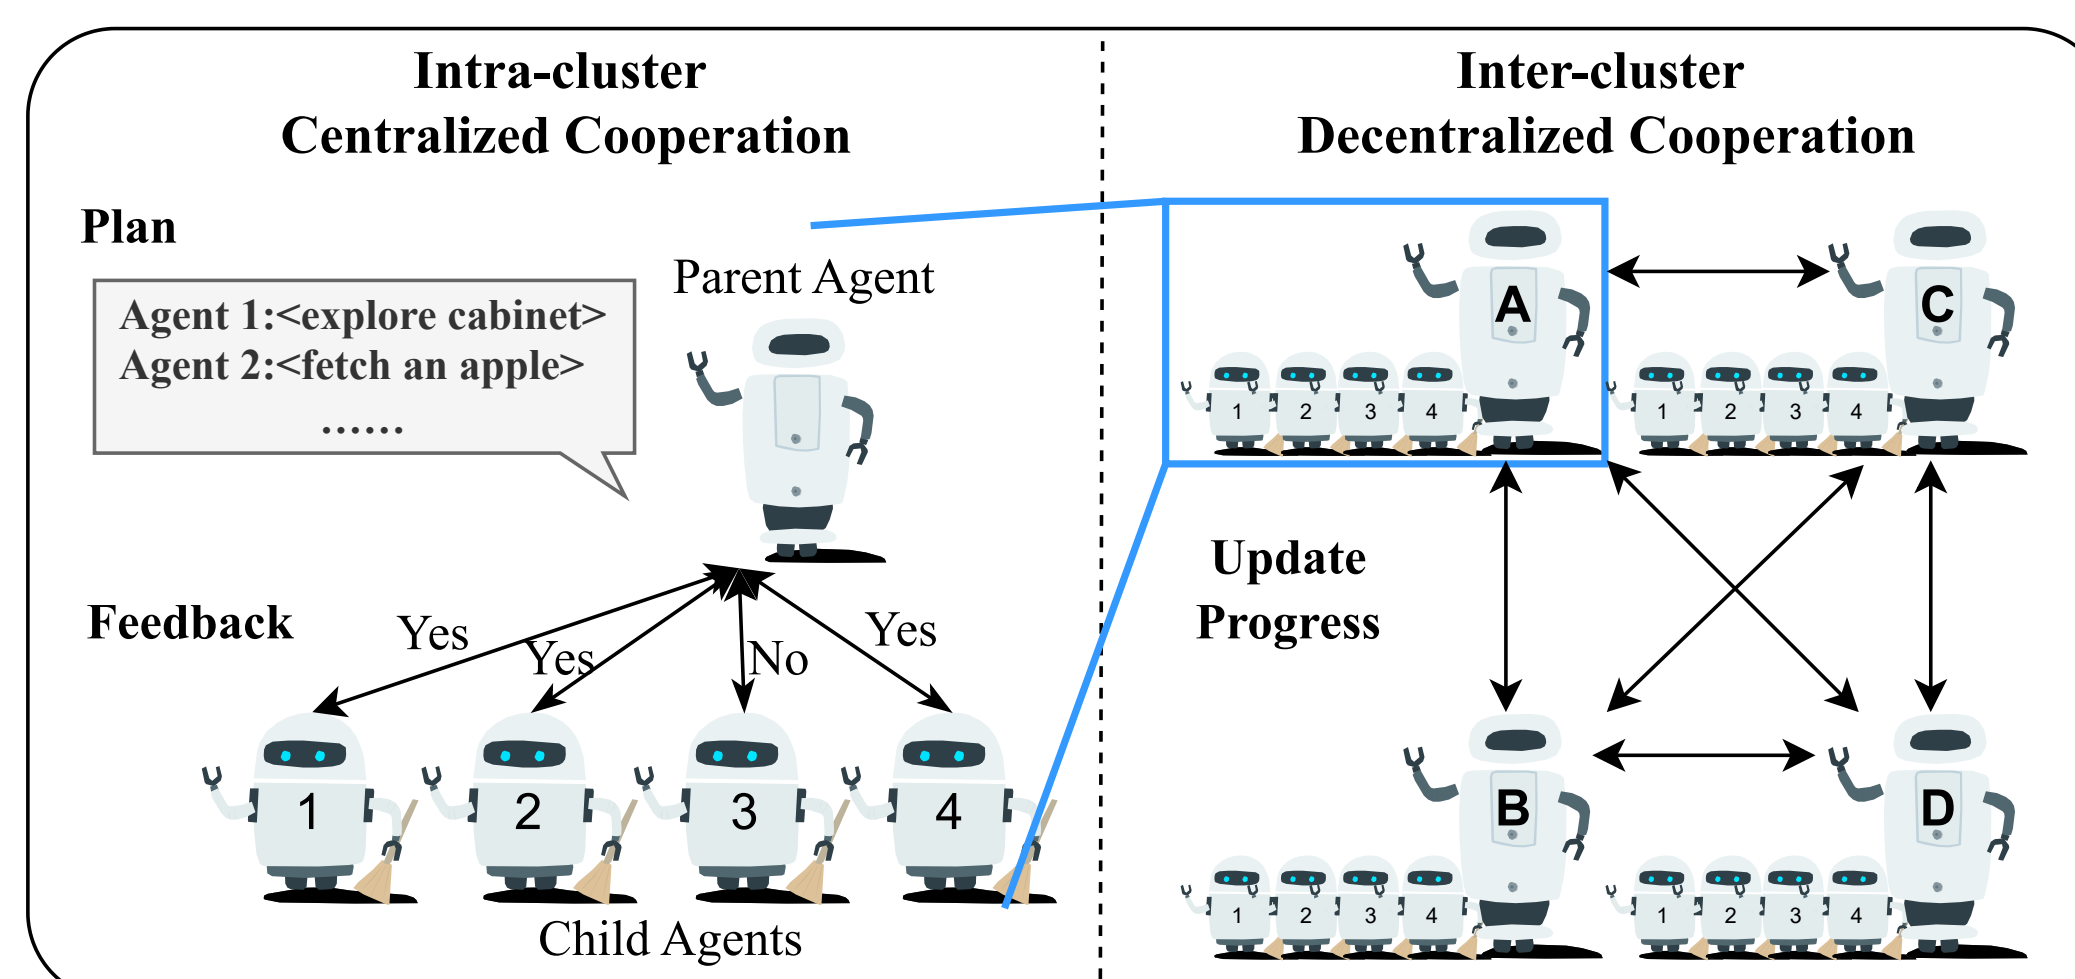 Intra-cluster
Centralized Cooperation
Plan
Agent 1:<explore cabinet>
Agent 2:<fetch an apple>
......
Parent Agent
Feedback
Yes
Yes
No
Yes
1
2
3
4
Child Agents
Inter-cluster
Decentralized Cooperation
A
1
2
3
4
C
1
2
3
4
Update
Progress
B
1
2
3
4
D
1
2
3
4